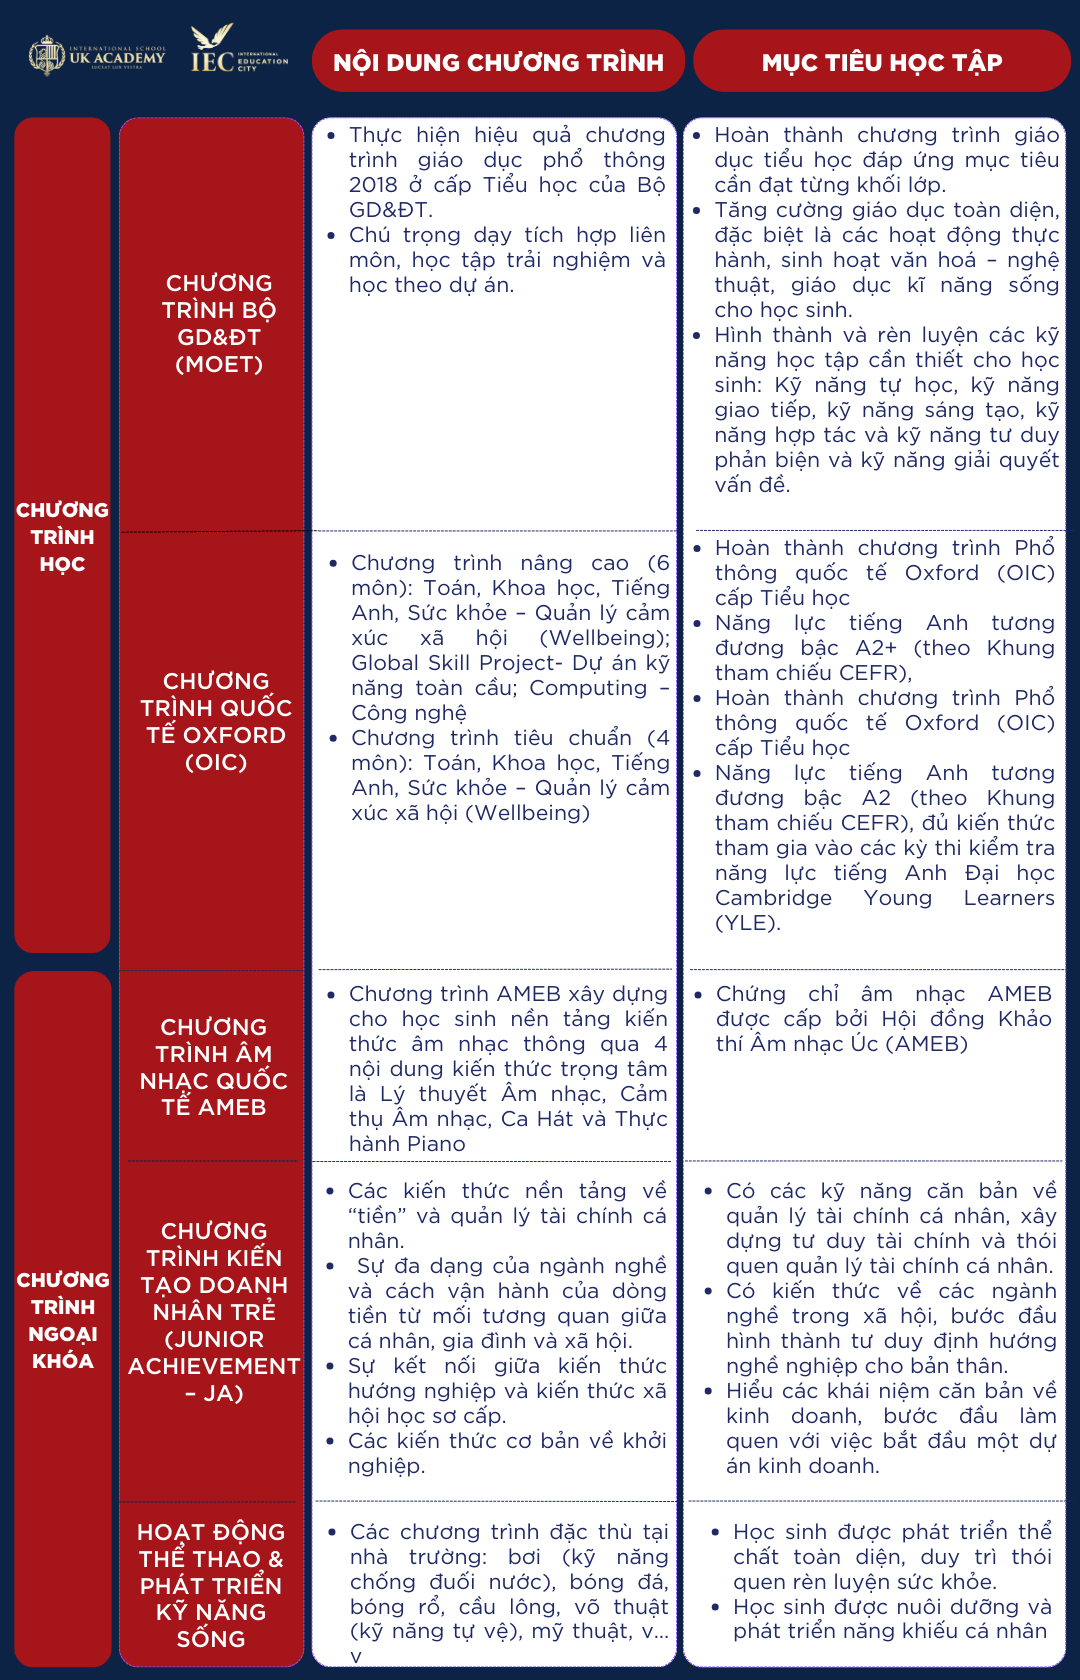 INTERNATIONAL SCHOOL
UK ACADEMY
LUCEAT LUX VESTRA
IEC
INTERNATIONAL
EDUCATION
CITY
NỘI DUNG CHƯƠNG TRÌNH
MỤC TIÊU HỌC TẬP
CHƯƠNG
TRÌNH
HỌC
CHƯƠNG
TRÌNH BỘ
GD&ĐT
(MOET)
• Thực hiện hiệu quả chương
trình giáo dục phổ thông
2018 ở cấp Tiểu học của Bộ
GD&ĐT.
• Chú trọng dạy tích hợp liên
môn, học tập trải nghiệm và
học theo dự án.
• Hoàn thành chương trình giáo
dục tiểu học đáp ứng mục tiêu
cần đạt từng khối lớp.
• Tăng cường giáo dục toàn diện,
đặc biệt là các hoạt động thực
hành, sinh hoạt văn hoá – nghệ
thuật, giáo dục kĩ năng sống
cho học sinh.
• Hình thành và rèn luyện các kỹ
năng học tập cần thiết cho học
sinh: Kỹ năng tự học, kỹ năng
giao tiếp, kỹ năng sáng tạo, kỹ
năng hợp tác và kỹ năng tư duy
phản biện và kỹ năng giải quyết
vấn đề.
CHƯƠNG
TRÌNH QUỐC
TẾ OXFORD
(OIC)
• Chương trình nâng cao (6
môn): Toán, Khoa học, Tiếng
Anh, Sức khỏe – Quản lý cảm
xúc xã hội (Wellbeing);
Global Skill Project- Dự án kỹ
năng toàn cầu; Computing –
Công nghệ
• Chương trình tiêu chuẩn (4
môn): Toán, Khoa học, Tiếng
Anh, Sức khỏe – Quản lý cảm
xúc xã hội (Wellbeing)
• Hoàn thành chương trình Phổ
thông quốc tế Oxford (OIC)
cấp Tiểu học
• Năng lực tiếng Anh tương
đương bậc A2+ (theo Khung
tham chiếu CEFR),
• Hoàn thành chương trình Phổ
thông quốc tế Oxford (OIC)
cấp Tiểu học
• Năng lực tiếng Anh tương
đương bậc A2 (theo Khung
tham chiếu CEFR), đủ kiến thức
tham gia vào các kỳ thi kiểm tra
năng lực tiếng Anh Đại học
Cambridge Young Learners
(YLE).
CHƯƠNG
TRÌNH
NGOẠI
KHÓA
CHƯƠNG
TRÌNH ÂM
NHẠC QUỐC
TẾ AMEB
• Chương trình AMEB xây dựng
cho học sinh nền tảng kiến
thức âm nhạc thông qua 4
nội dung kiến thức trọng tâm
là Lý thuyết Âm nhạc, Cảm
thụ Âm nhạc, Ca Hát và Thực
hành Piano
• Chứng chỉ âm nhạc AMEB
được cấp bởi Hội đồng Khảo
thí Âm nhạc Úc (AMEB)
CHƯƠNG
TRÌNH KIẾN
TẠO DOANH
NHÂN TRẺ
(JUNIOR
ACHIEVEMENT
– JA)
• Các kiến thức nền tảng về
“tiền” và quản lý tài chính cá
nhân.
• Sự đa dạng của ngành nghề
và cách vận hành của dòng
tiền từ mối tương quan giữa
cá nhân, gia đình và xã hội.
• Sự kết nối giữa kiến thức
hướng nghiệp và kiến thức xã
hội học sơ cấp.
• Các kiến thức cơ bản về khởi
nghiệp.
• Có các kỹ năng căn bản về
quản lý tài chính cá nhân, xây
dựng tư duy tài chính và thói
quen quản lý tài chính cá nhân.
• Có kiến thức về các ngành
nghề trong xã hội, bước đầu
hình thành tư duy định hướng
nghề nghiệp cho bản thân.
• Hiểu các khái niệm căn bản về
kinh doanh, bước đầu làm
quen với việc bắt đầu một dự
án kinh doanh.
HOẠT ĐỘNG
THỂ THAO &
PHÁT TRIỂN
KỸ NĂNG
SỐNG
• Các chương trình đặc thù tại
nhà trường: bơi (kỹ năng
chống đuối nước), bóng đá,
bóng rổ, cầu lông, võ thuật
(kỹ năng tự vệ), mỹ thuật, v...
v
• Học sinh được phát triển thể
chất toàn diện, duy trì thói
quen rèn luyện sức khỏe.
• Học sinh được nuôi dưỡng và
phát triển năng khiếu cá nhân